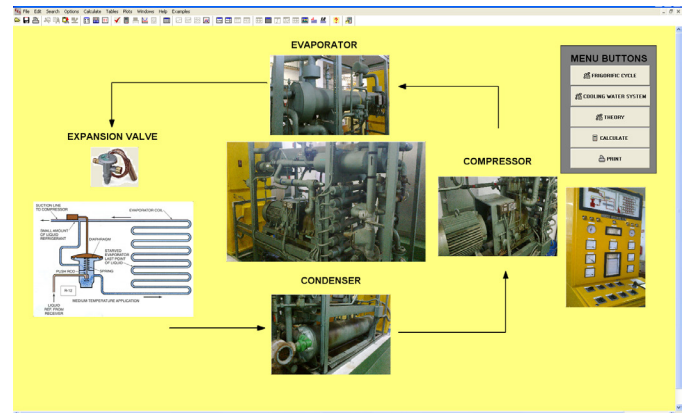 File Edit Search Options Calculate Tables Plots Windows Help Examples
EVAPORATOR
MENU BUTTONS
FRIGORIFIC CYCLE
COOLING WATER SYSTEM
THEORY
CALCULATE
PRINT
EXPANSION VALVE
COMPRESSOR
SUCTION LINE
TO COMPRESSOR
EVAPORATOR COIL
SMALL AMOUNT
OF LIQUID
REFRIGERANT
DIAPHRAGM
STARVED
EVAPORATOR
LAST POINT
OF LIQUID
PUSH ROD
SPRING
R-12
MEDIUM TEMPERATURE APPLICATION
LIQUID
REF. FROM
RECEIVER
CONDENSER